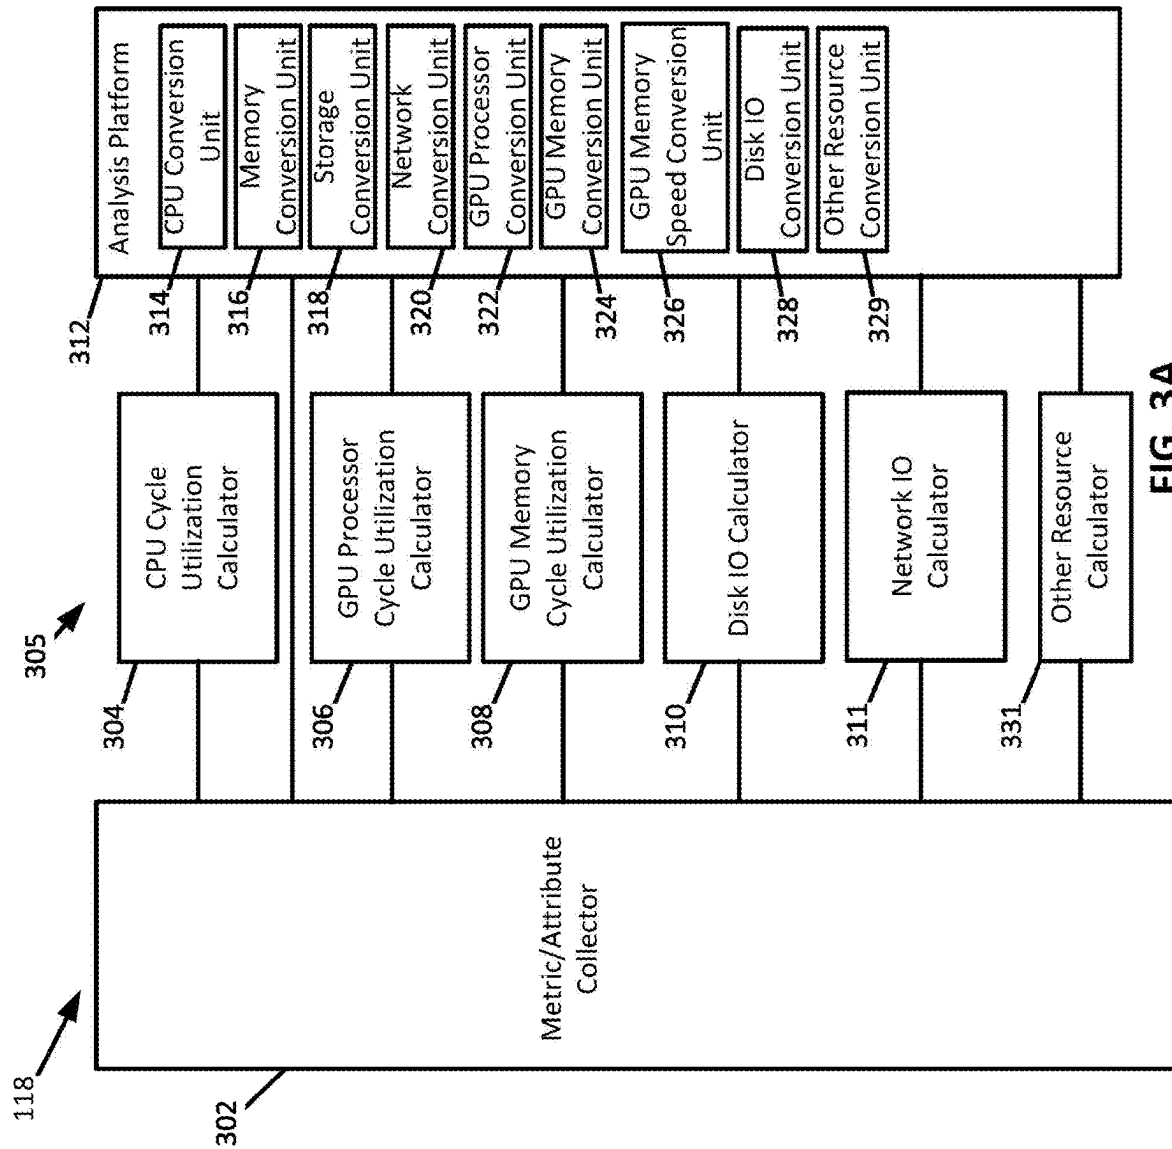 118
302
Metric/Attribute
Collector
305
304
CPU Cycle
Utilization
Calculator
306
GPU Processor
Cycle Utilization
Calculator
308
GPU Memory
Cycle Utilization
Calculator
310
Disk IO Calculator
311
Network IO
Calculator
331
Other Resource
Calculator
312
Analysis Platform
314
CPU Conversion
Unit
316
Memory
Conversion Unit
318
Storage
Conversion Unit
320
Network
Conversion Unit
322
GPU Processor
Conversion Unit
324
GPU Memory
Conversion Unit
326
GPU Memory
Speed Conversion
Unit
328
Disk IO
Conversion Unit
329
Other Resource
Conversion Unit
FIG. 3A